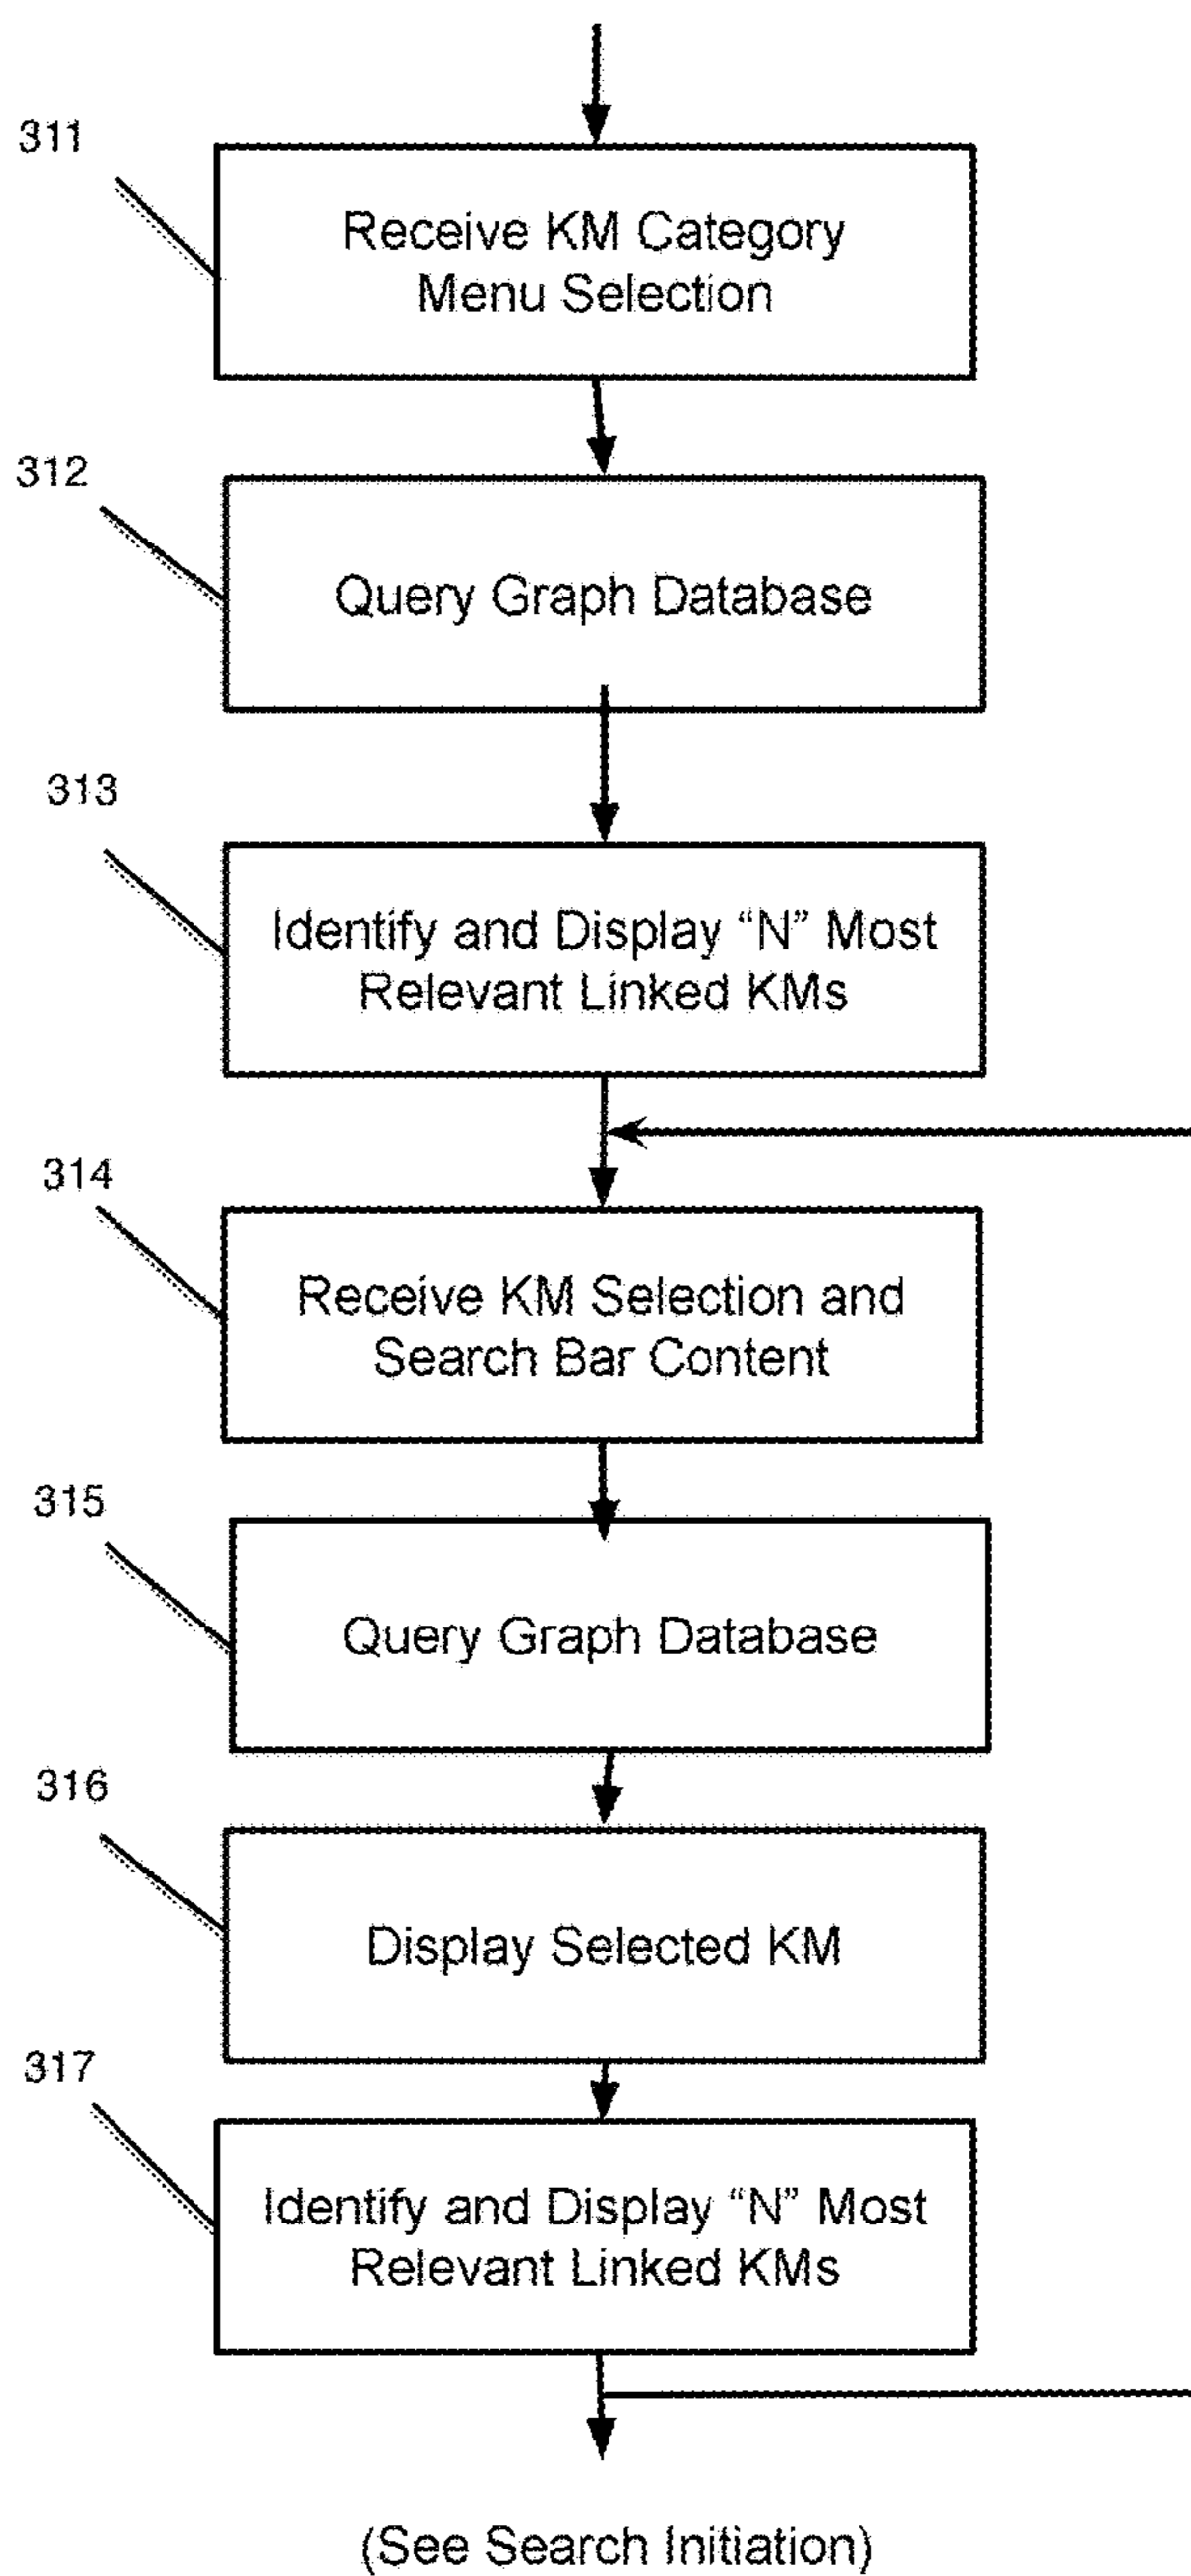 311
Receive KM Category
Menu Selection
312
Query Graph Database
313
Identify and Display “N” Most
Relevant Linked KMs
314
Receive KM Selection and
Search Bar Content
315
Query Graph Database
316
Display Selected KM
317
Identify and Display “N” Most
Relevant Linked KMs
(See Search Initiation)